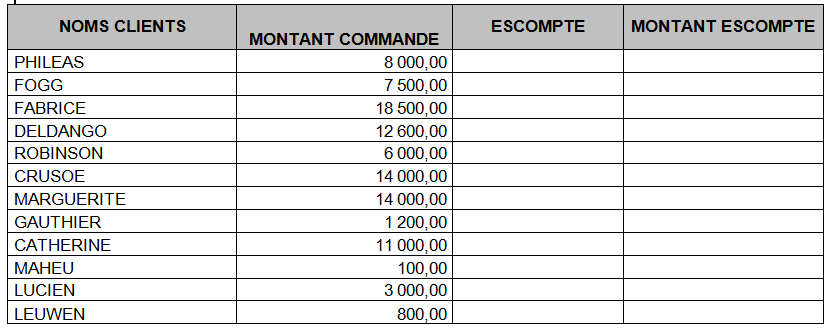 NOMS CLIENTS MONTANT COMMANDE ESCOMPTE MONTANT ESCOMPTE
PHILEAS 8 000,00
FOGG 7 500,00
FABRICE 18 500,00
DELDANGO 12 600,00
ROBINSON 6 000,00
CRUSOE 14 000,00
MARGUERITE 14 000,00
GAUTHIER 1 200,00
CATHERINE 11 000,00
MAHEU 100,00
LUCIEN 3 000,00
LEUWEN 800,00